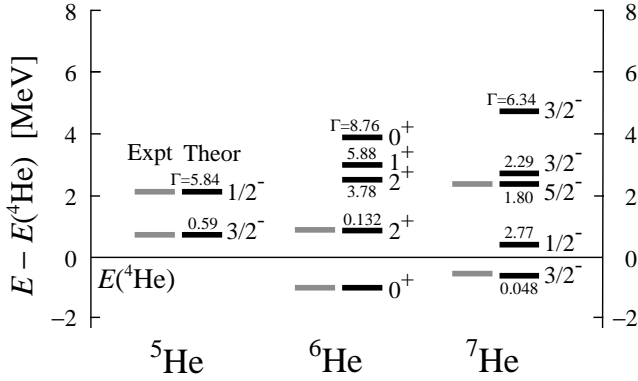 8 8
Γ=6.34 3/2⁻
6 6
Γ=8.76 0⁺
4 4
5.88 1⁺
2.29 3/2⁻
Expt Theor
2⁺
3.78
Γ=5.84 1/2⁻
5/2⁻
1.80
2 2
0.59 3/2⁻
0.132 2⁺
2.77 1/2⁻
0 0
E(⁴He)
3/2⁻
0.048
0⁺
−2 −2
E − E(⁴He) [MeV]
⁵He ⁶He ⁷He